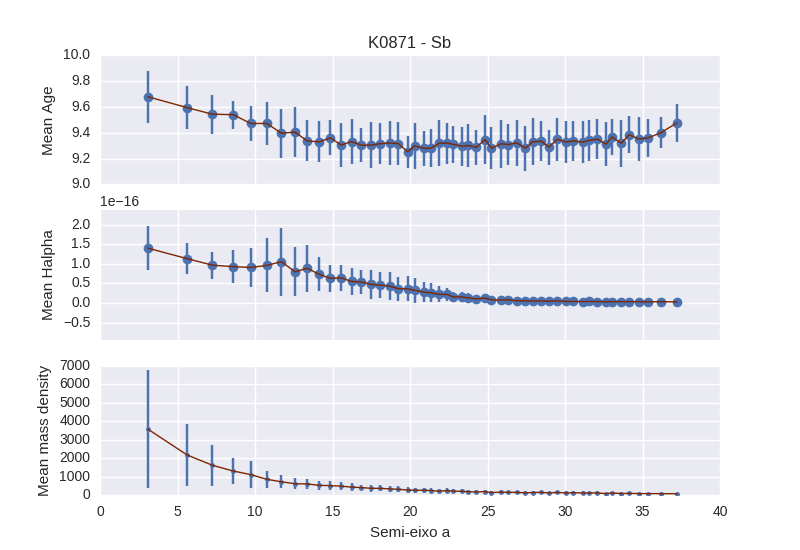 K0871 - Sb
10.0
9.8
9.6
9.4
9.2
9.0
Mean Age
1e−16
2.0
1.5
1.0
0.5
0.0
−0.5
Mean Halpha
7000
6000
5000
4000
3000
2000
1000
0
Mean mass density
0 5 10 15 20 25 30 35 40
Semi-eixo a